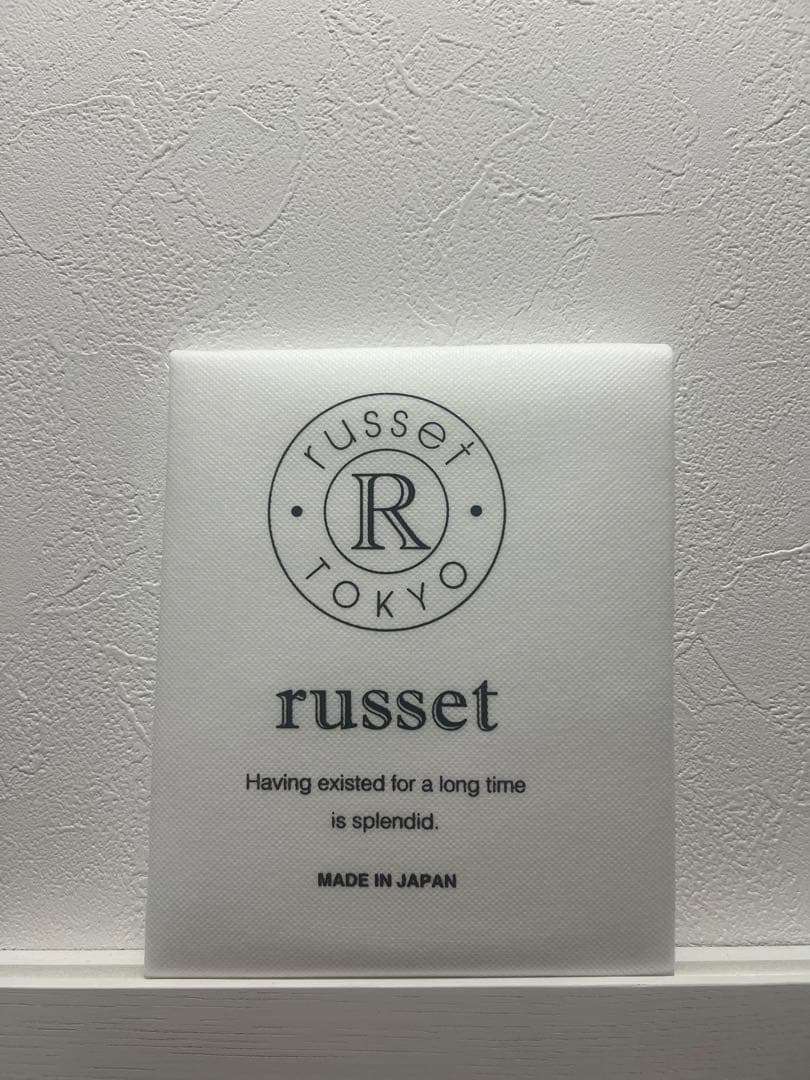 russet
R
TOKYO
russet
Having existed for a long time
is splendid.
MADE IN JAPAN